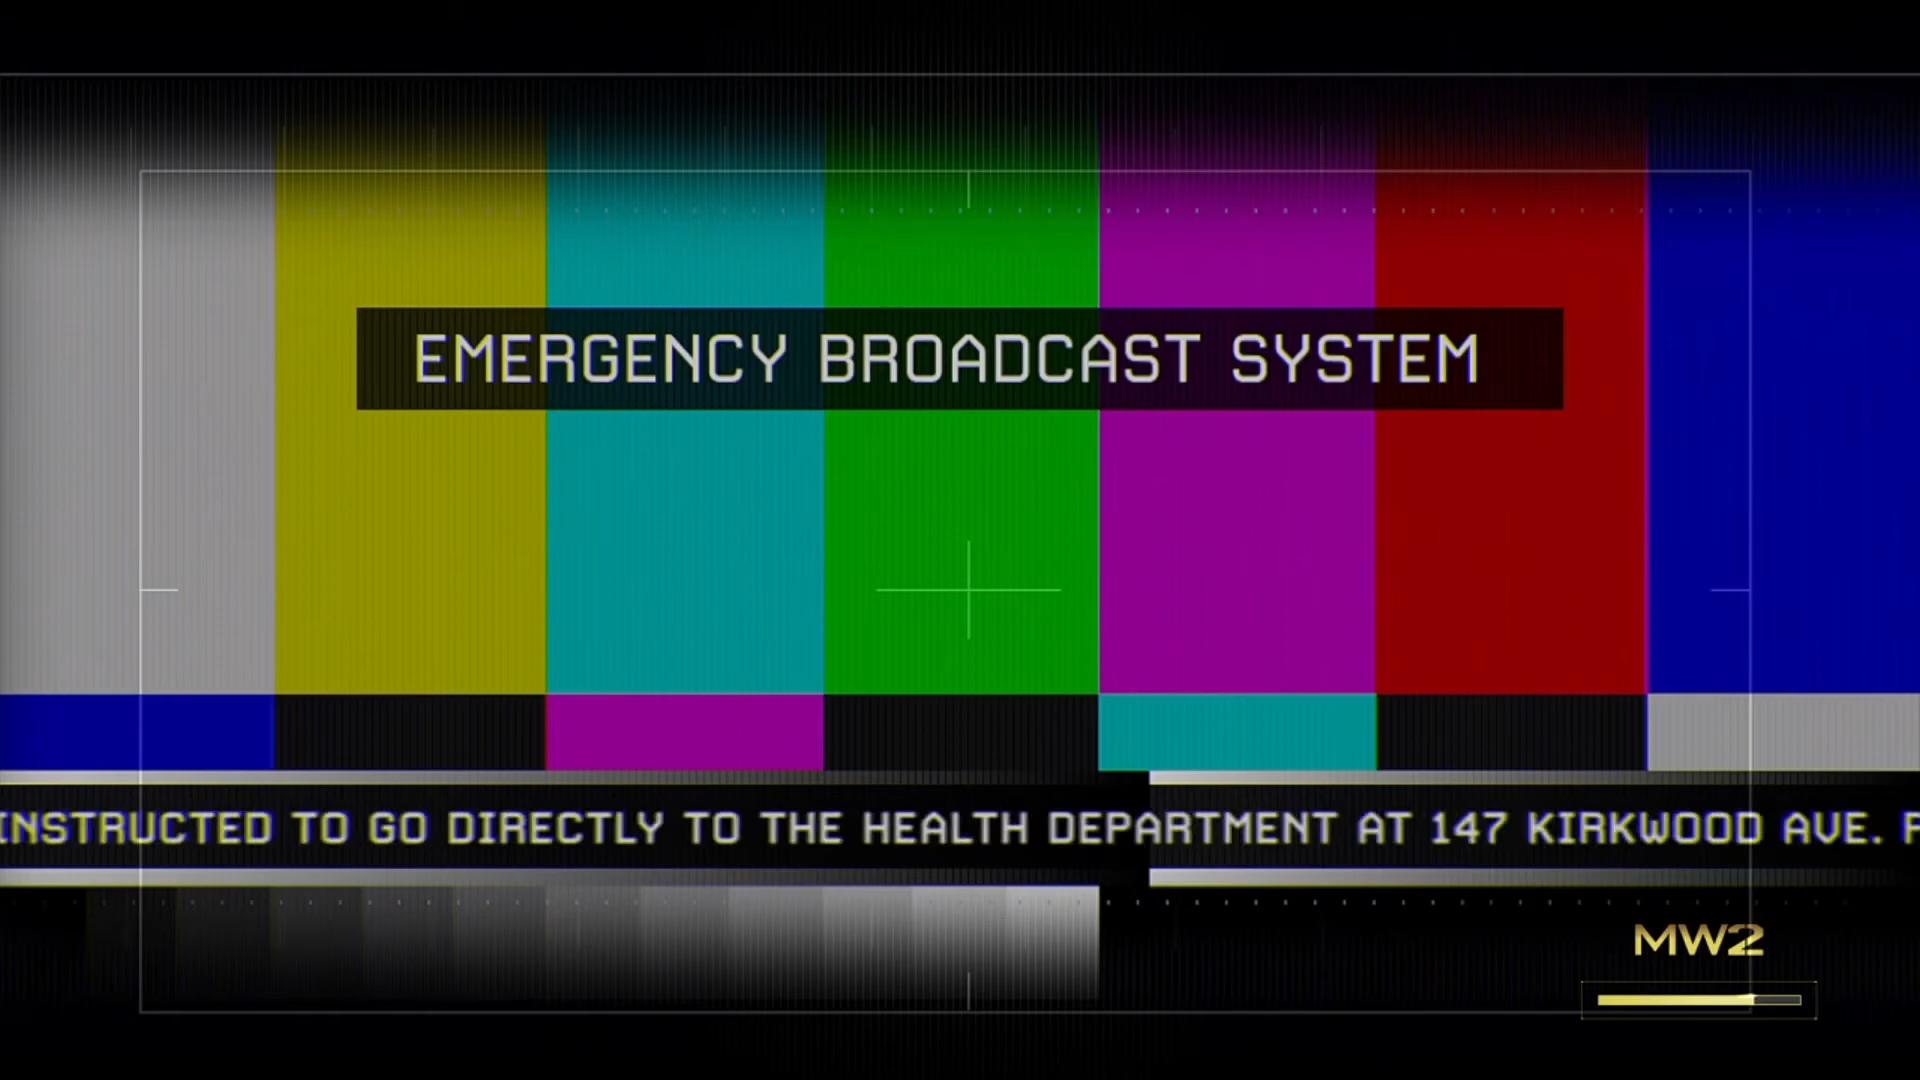 EMERGENCY BROADCAST SYSTEM
INSTRUCTED TO GO DIRECTLY TO THE HEALTH DEPARTMENT AT 147 KIRKWOOD AVE.
MW2